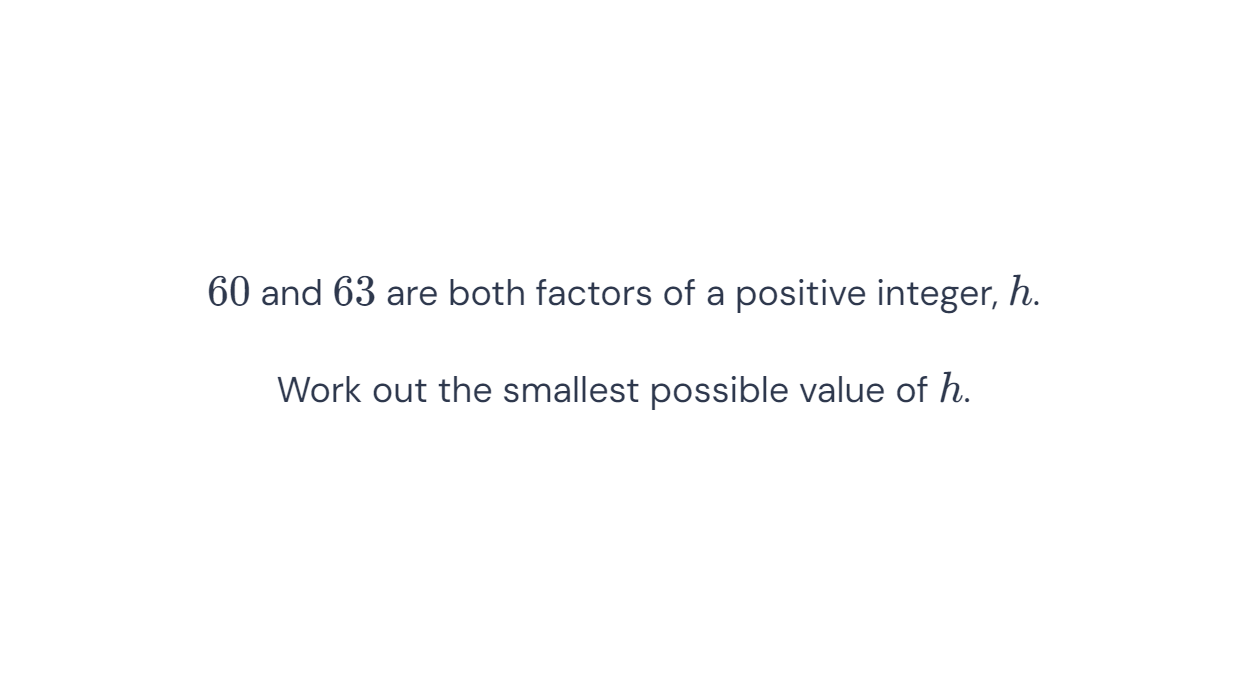 60 and 63 are both factors of a positive integer, h.
Work out the smallest possible value of h.